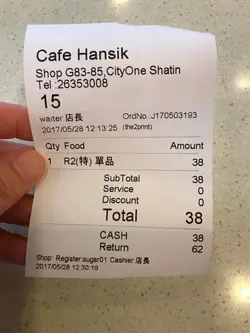 Cafe Hansik
Shop G83-85,CityOne Shatin
Tel :26353008
15
waiter:店長 OrdNo.:J170503193
2017/05/28 12:13:25 (the2print)
Qty Food Amount
1 R2(特) 單品 38
SubTotal 38
Service 0
Discount 0
Total 38
CASH 38
Return 62
Shop: Register:sugar01 Cashier:店長
2017/05/28 12:30:19